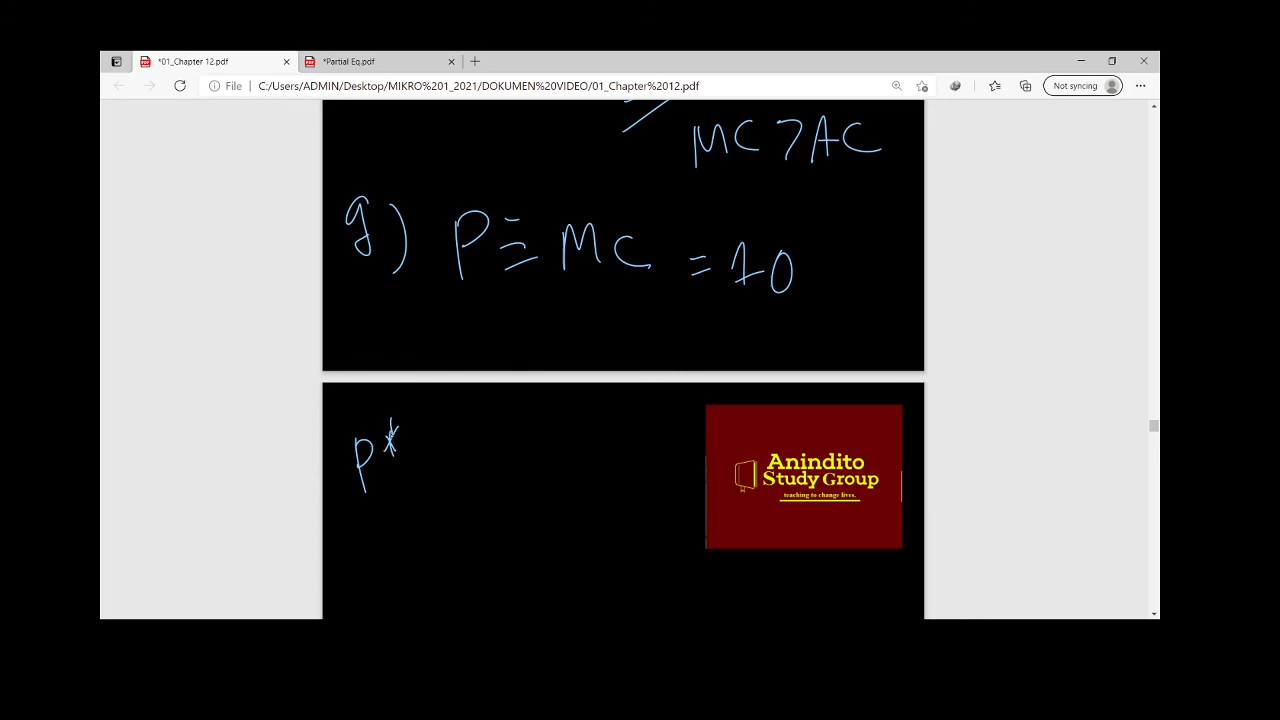 *01_Chapter 12.pdf
*Partial Eq.pdf
File
C:/Users/ADMIN/Desktop/MIKRO%201_2021/DOKUMEN%20VIDEO/01_Chapter%2012.pdf
Not syncing
MC > AC
g) P = MC = 10
P*
Anindito
Study Group
teaching to change lives.